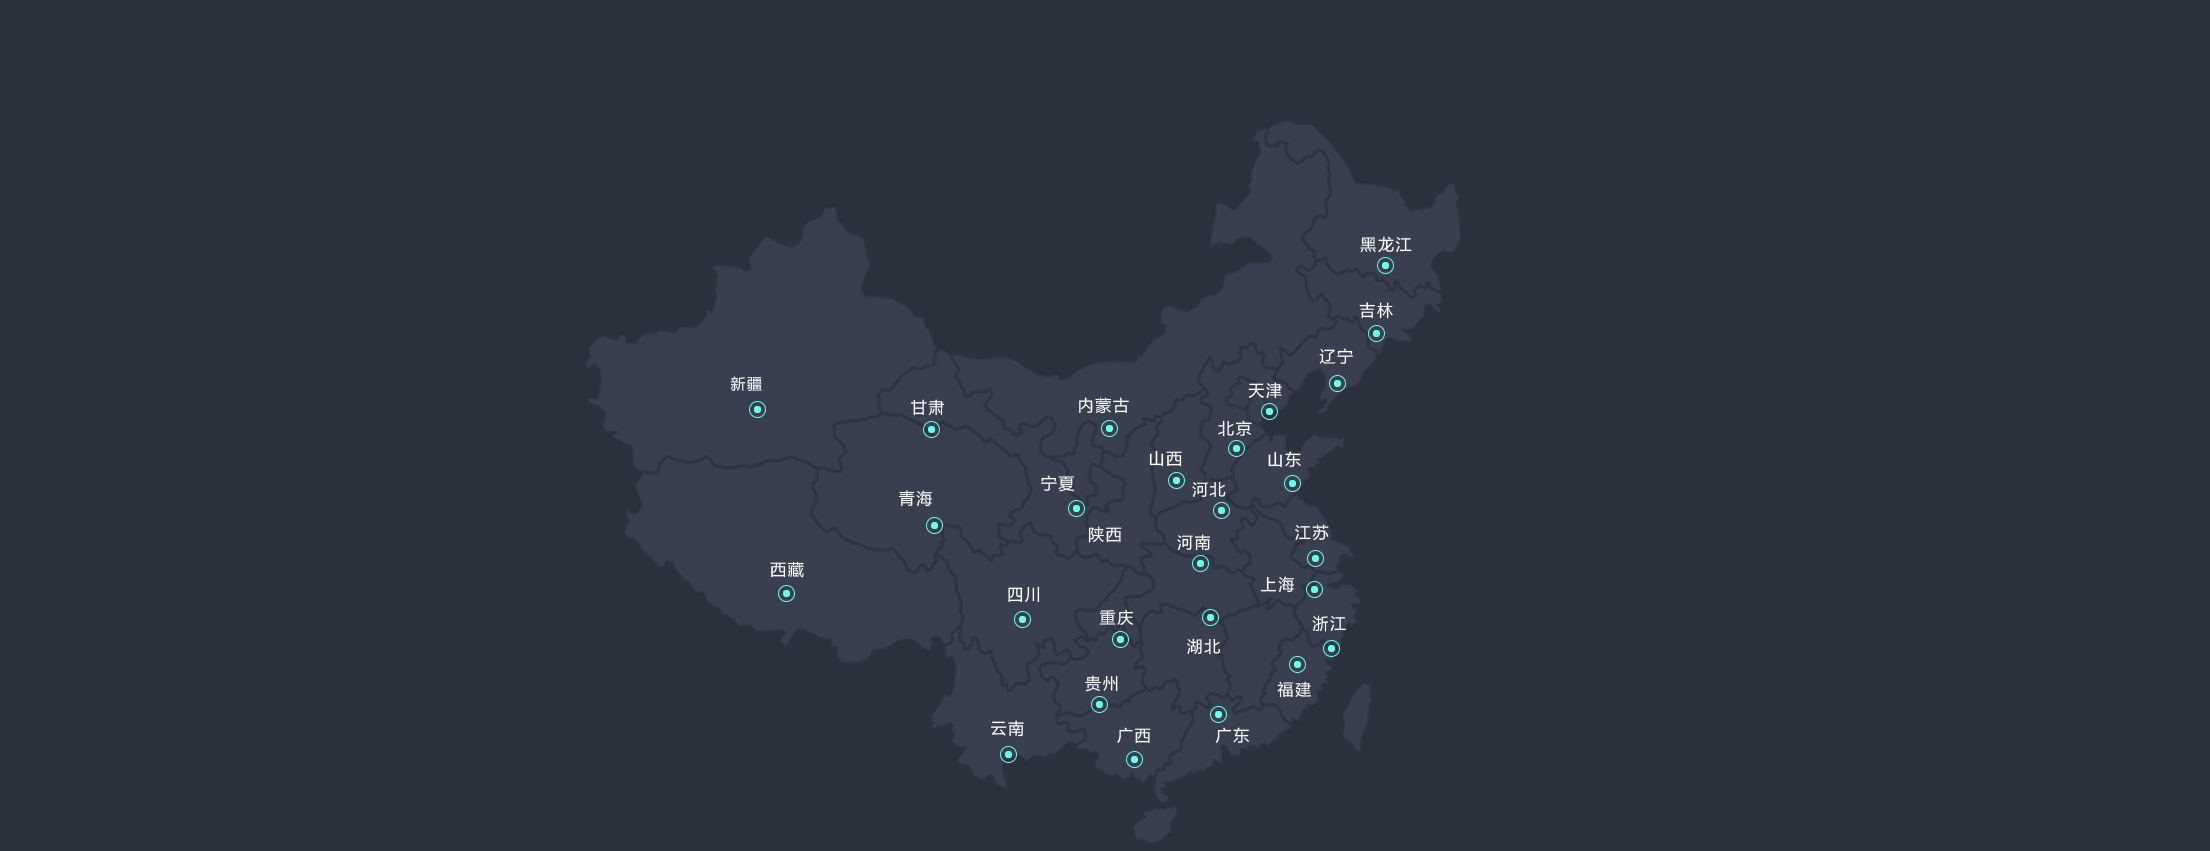 黑龙江
吉林
辽宁
新疆
天津
内蒙古
甘肃
北京
山西
山东
宁夏
河北
青海
江苏
陕西
河南
西藏
上海
四川
重庆
浙江
湖北
贵州
福建
云南
广西
广东